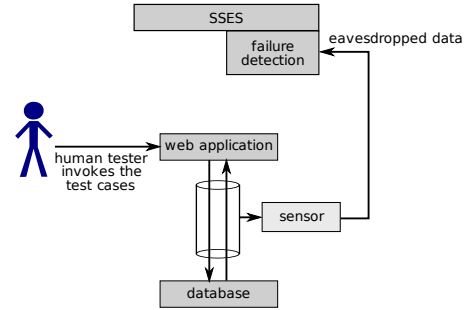 SSES
failure
detection
eavesdropped data
web application
human tester
invokes the
test cases
sensor
database